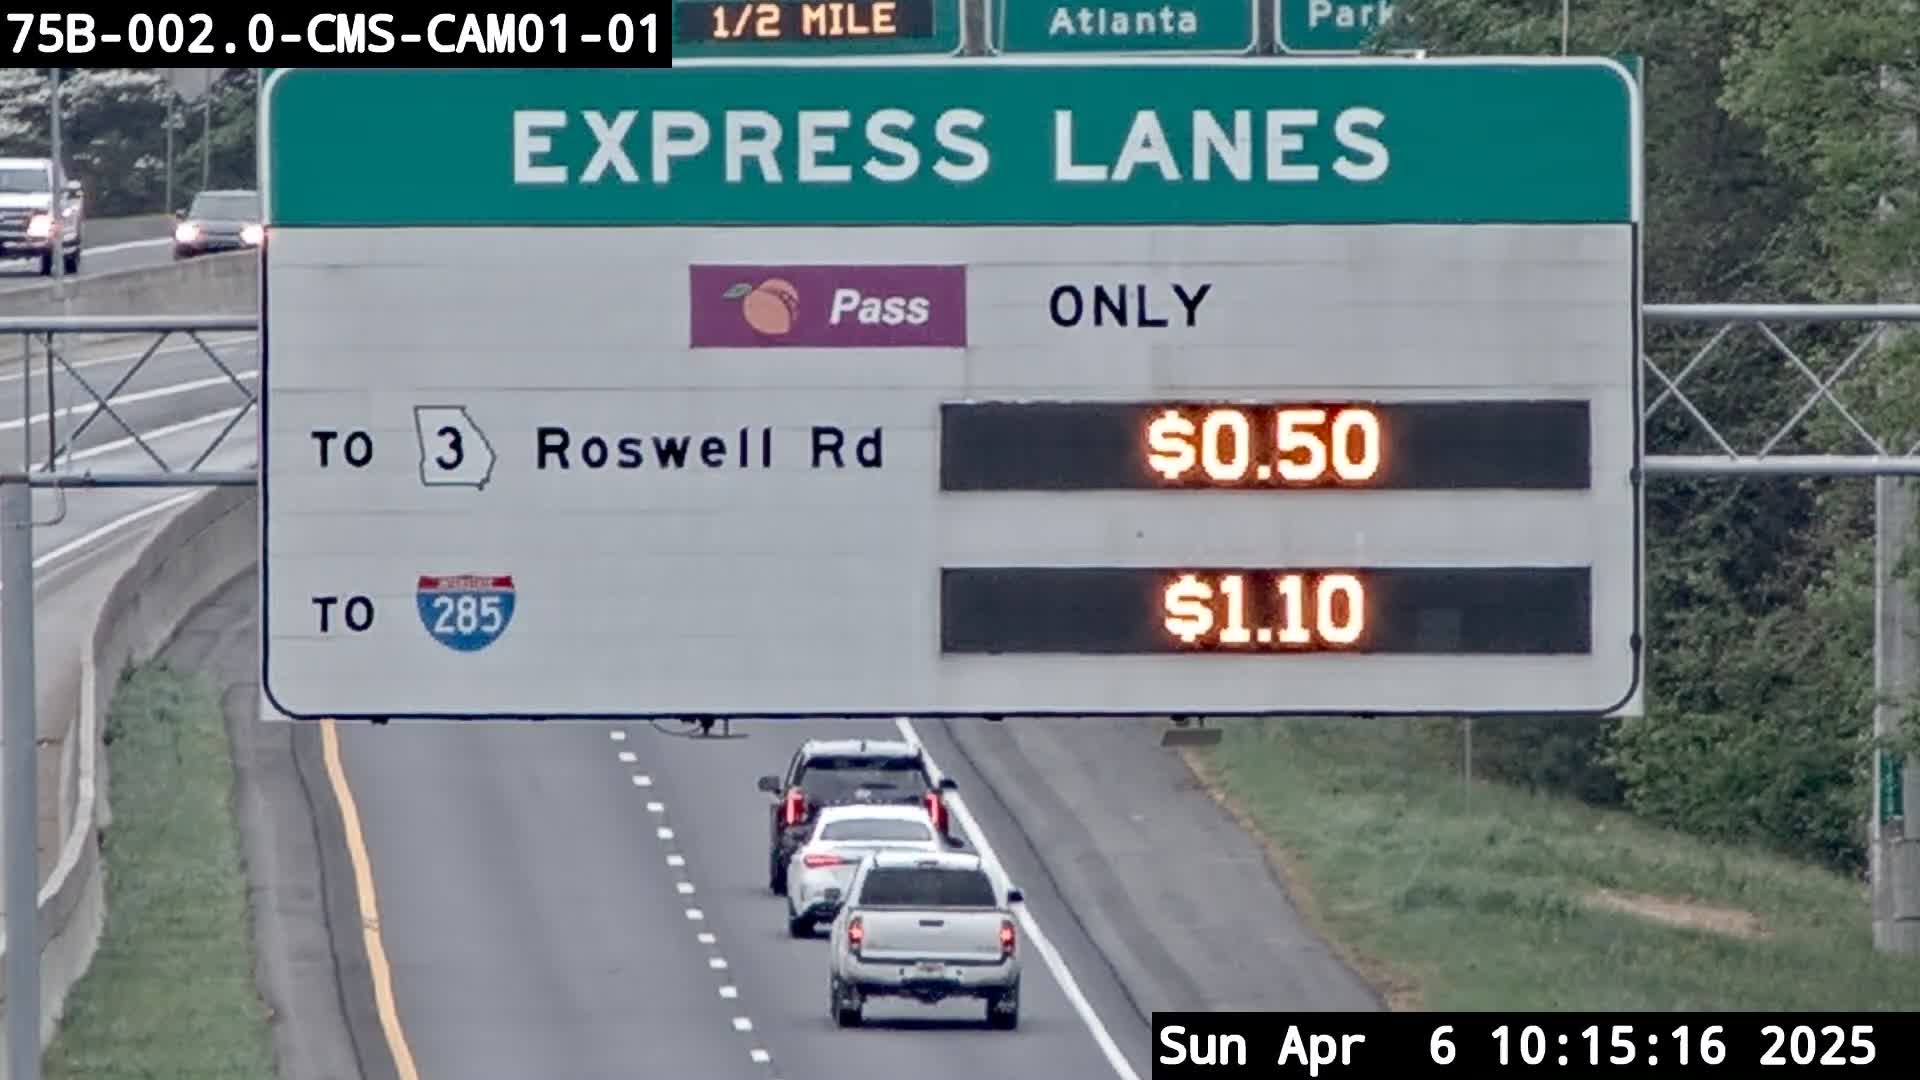 75B-002.0-CMS-CAM01-01
1/2 MILE
Atlanta
Park
EXPRESS LANES
Pass ONLY
TO 3 Roswell Rd $0.50
TO 285 $1.10
Sun Apr 6 10:15:16 2025